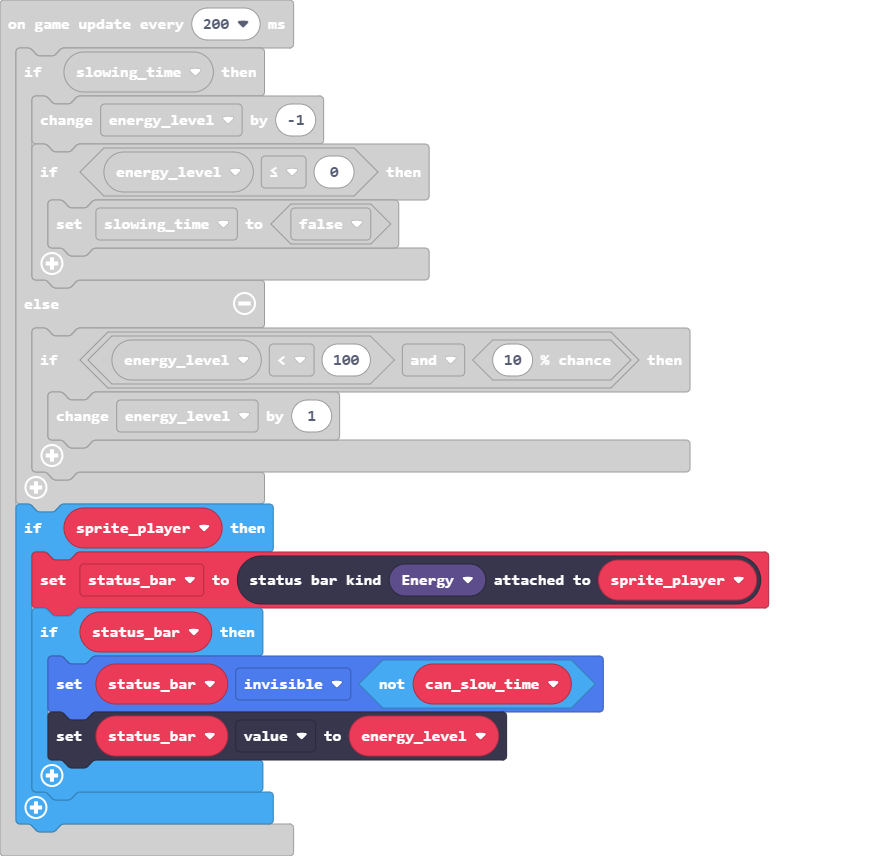 on game update every 200 ms
if slowing_time then
change energy_level by -1
if energy_level ≤ 0 then
set slowing_time to false
else
if energy_level < 100 and 10 % chance then
change energy_level by 1
if sprite_player then
set status_bar to status bar kind Energy attached to sprite_player
if status_bar then
set status_bar invisible not can_slow_time
set status_bar value to energy_level